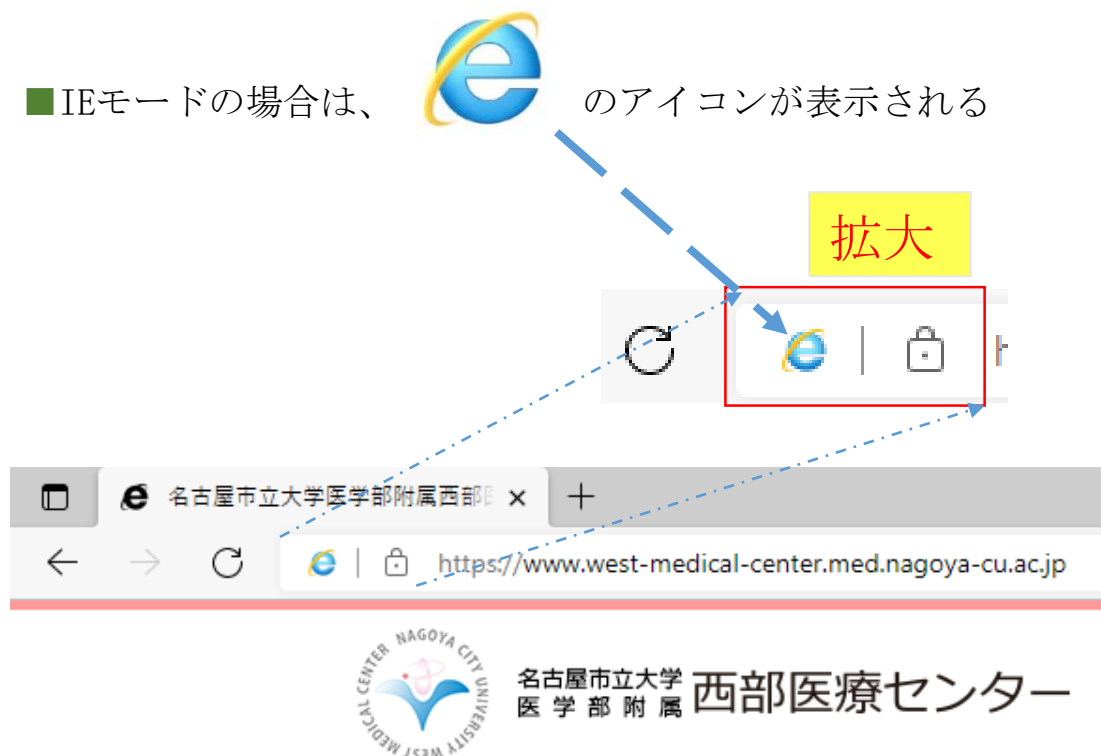 ■IEモードの場合は、 のアイコンが表示される
拡大
名古屋市立大学医学部附属西部
https://www.west-medical-center.med.nagoya-cu.ac.jp
NAGOYA CITY UNIVERSITY WEST MEDICAL CENTER
名古屋市立大学
医学部附属
西部医療センター